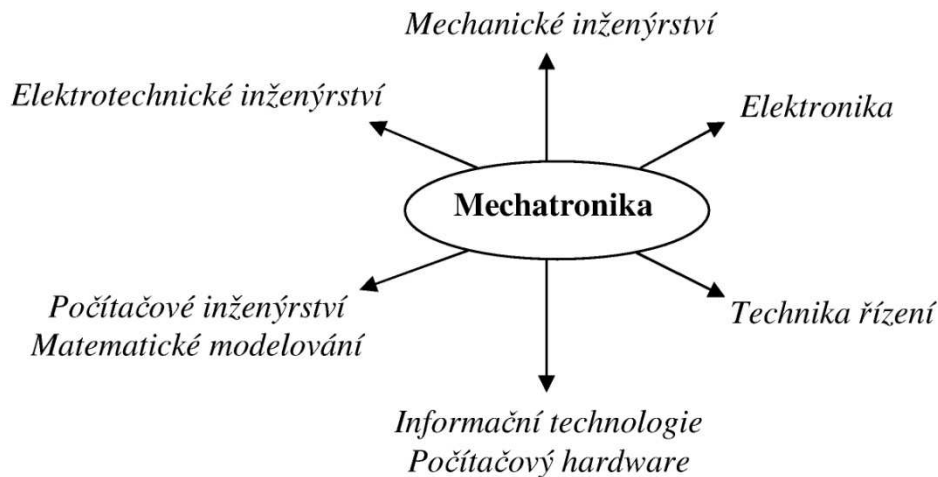 Mechanické inženýrství
Elektrotechnické inženýrství
Elektronika
Mechatronika
Počítačové inženýrství
Matematické modelování
Technika řízení
Informační technologie
Počítačový hardware